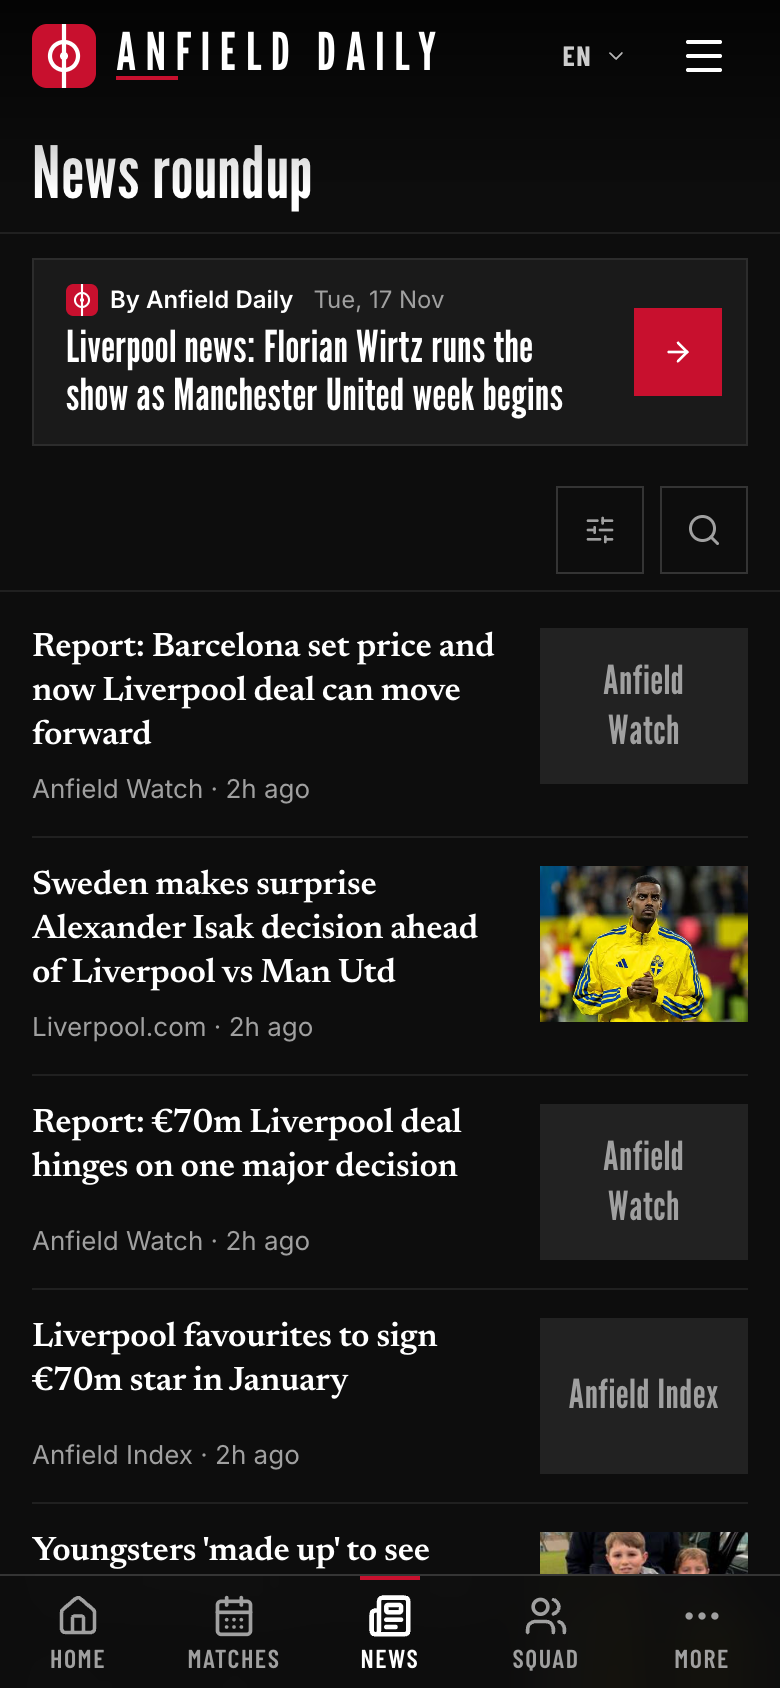 ANFIELD DAILY
EN
News roundup
By Anfield Daily Tue, 17 Nov
Liverpool news: Florian Wirtz runs the
show as Manchester United week begins
Report: Barcelona set price and
now Liverpool deal can move
forward
Anfield Watch · 2h ago
Anfield
Watch
Sweden makes surprise
Alexander Isak decision ahead
of Liverpool vs Man Utd
Liverpool.com · 2h ago
Report: €70m Liverpool deal
hinges on one major decision
Anfield Watch · 2h ago
Anfield
Watch
Liverpool favourites to sign
€70m star in January
Anfield Index · 2h ago
Anfield Index
Youngsters 'made up' to see
HOME
MATCHES
NEWS
SQUAD
MORE